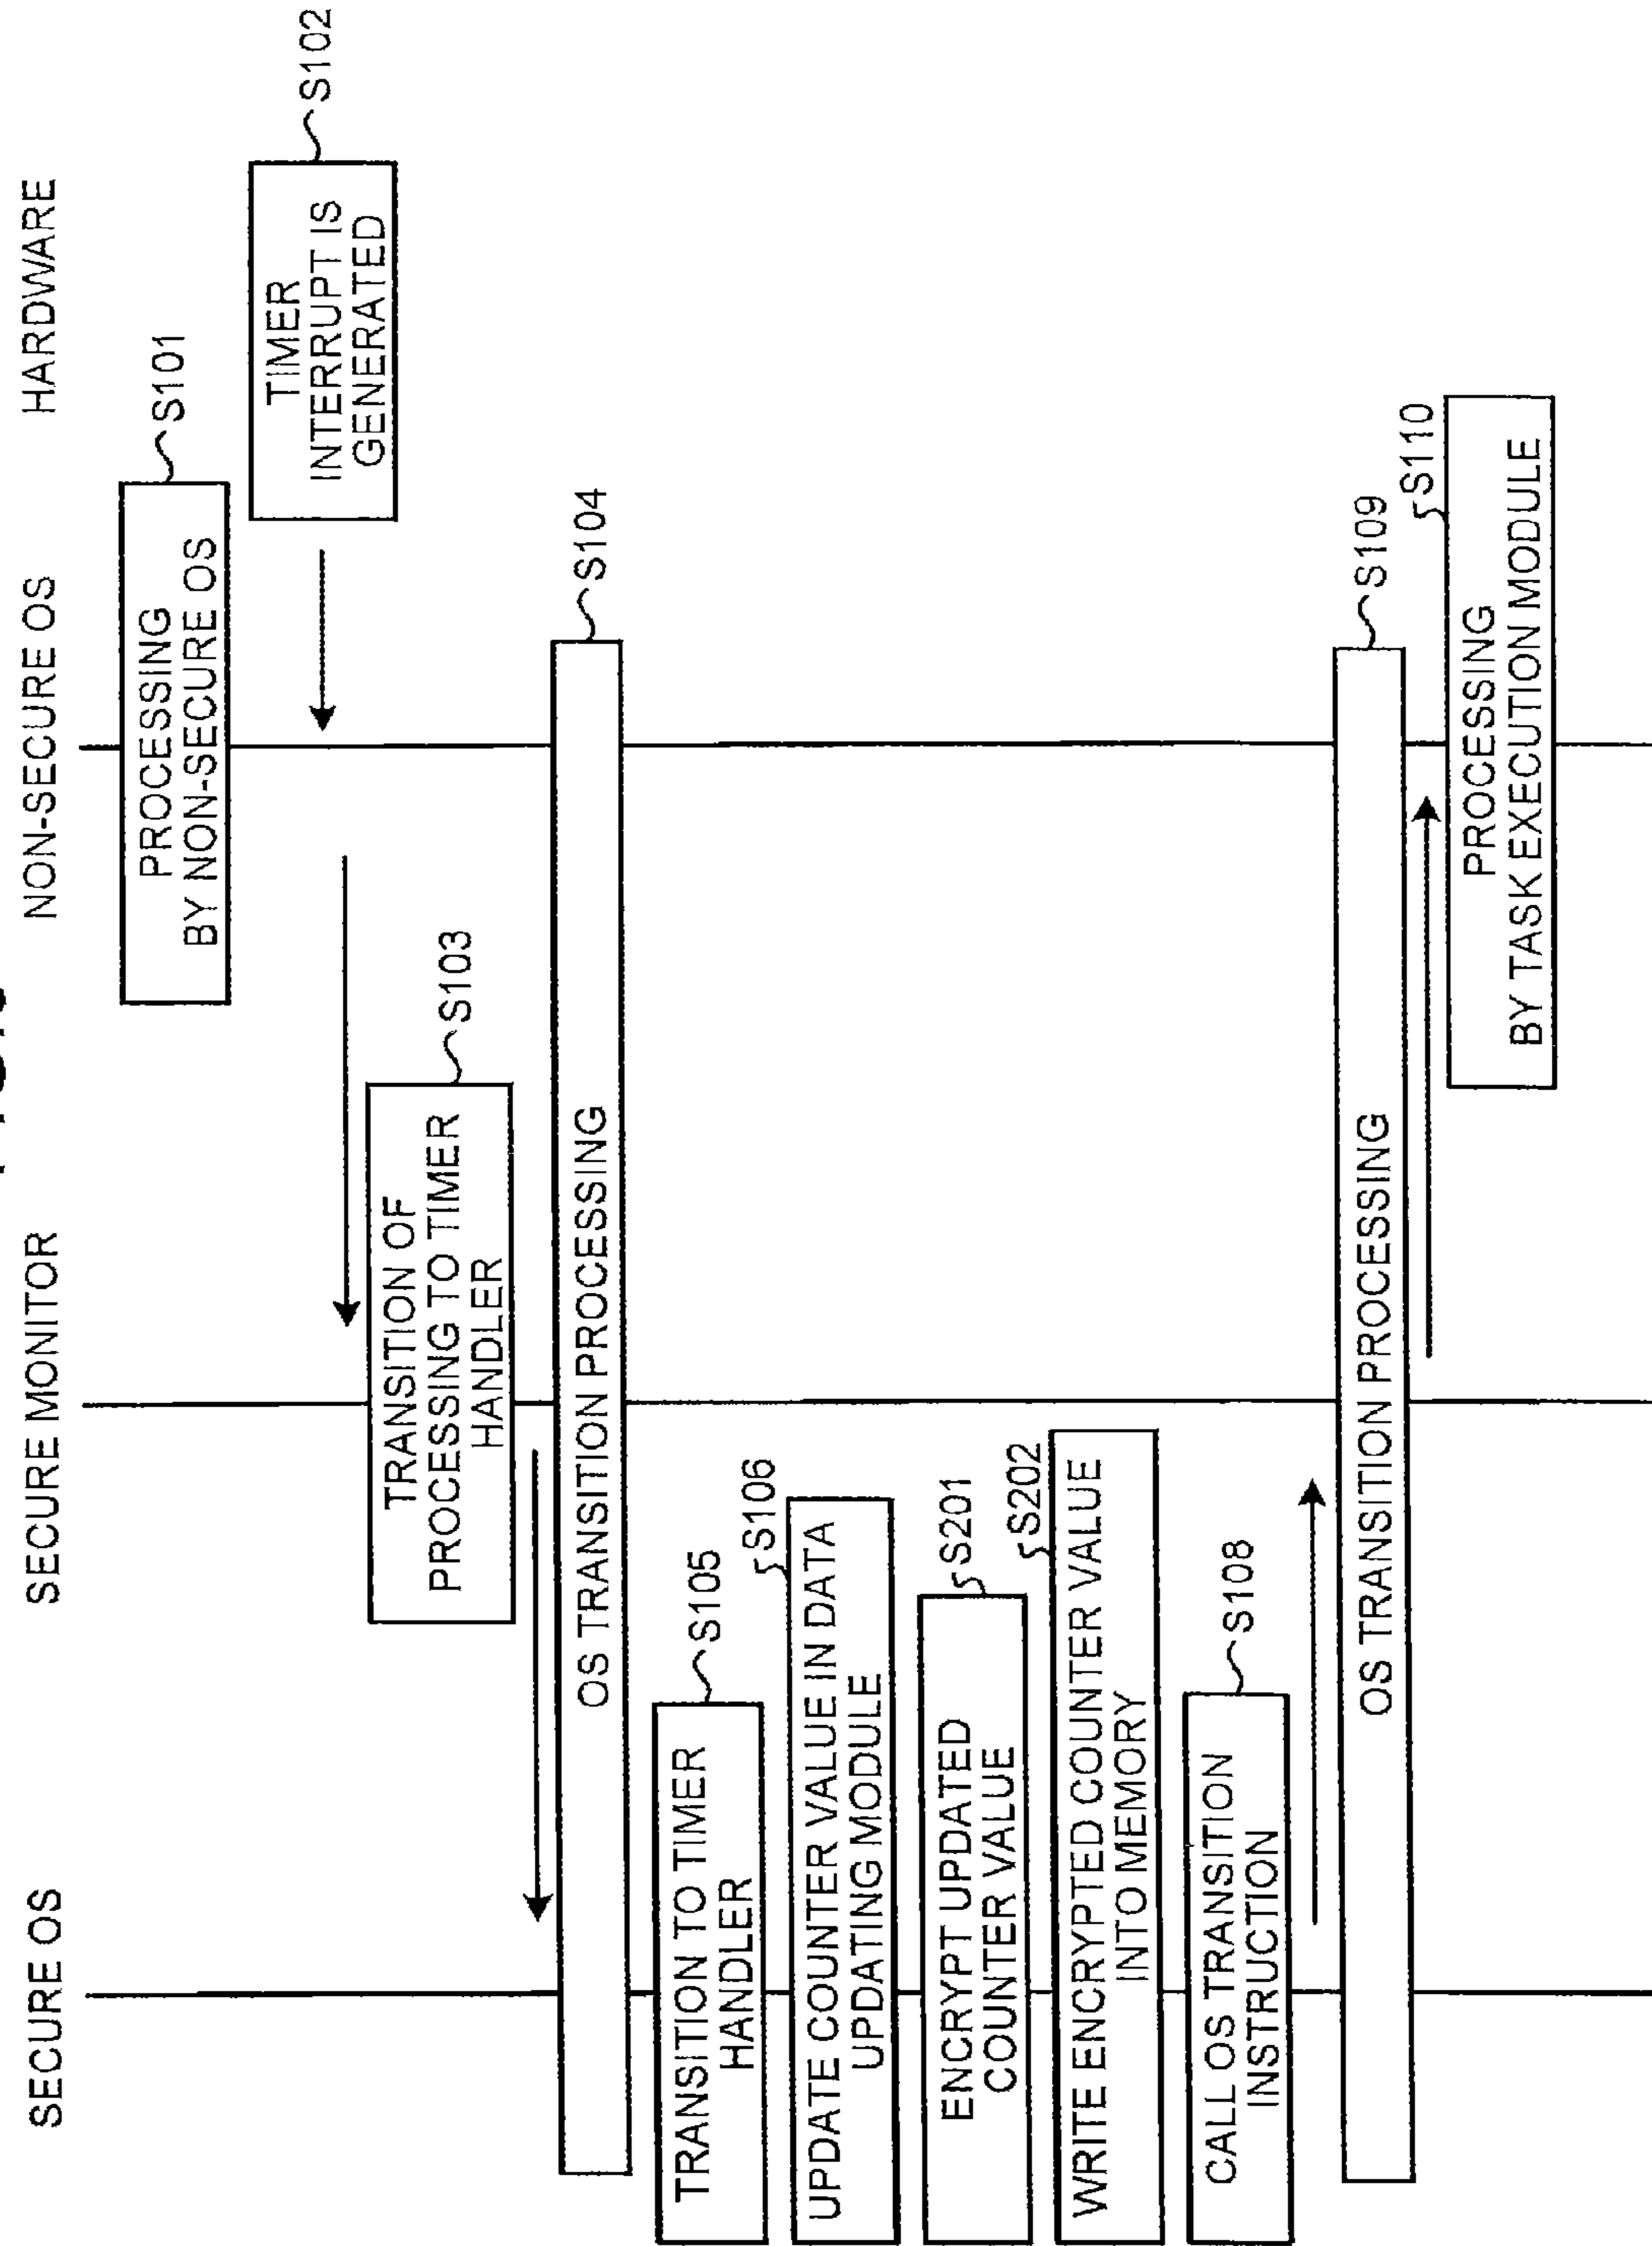 SECURE OS
SECURE MONITOR
NON-SECURE OS
HARDWARE
PROCESSING
BY NON-SECURE OS
S101
TIMER
INTERRUPT IS
GENERATED
S102
TRANSITION OF
PROCESSING TO TIMER
HANDLER
S103
OS TRANSITION PROCESSING
S104
TRANSITION TO TIMER
HANDLER
S105
UPDATE COUNTER VALUE IN DATA
UPDATING MODULE
S106
ENCRYPT UPDATED
COUNTER VALUE
S201
WRITE ENCRYPTED COUNTER VALUE
INTO MEMORY
S202
CALL OS TRANSITION
INSTRUCTION
S108
OS TRANSITION PROCESSING
S109
PROCESSING
BY TASK EXECUTION MODULE
S110